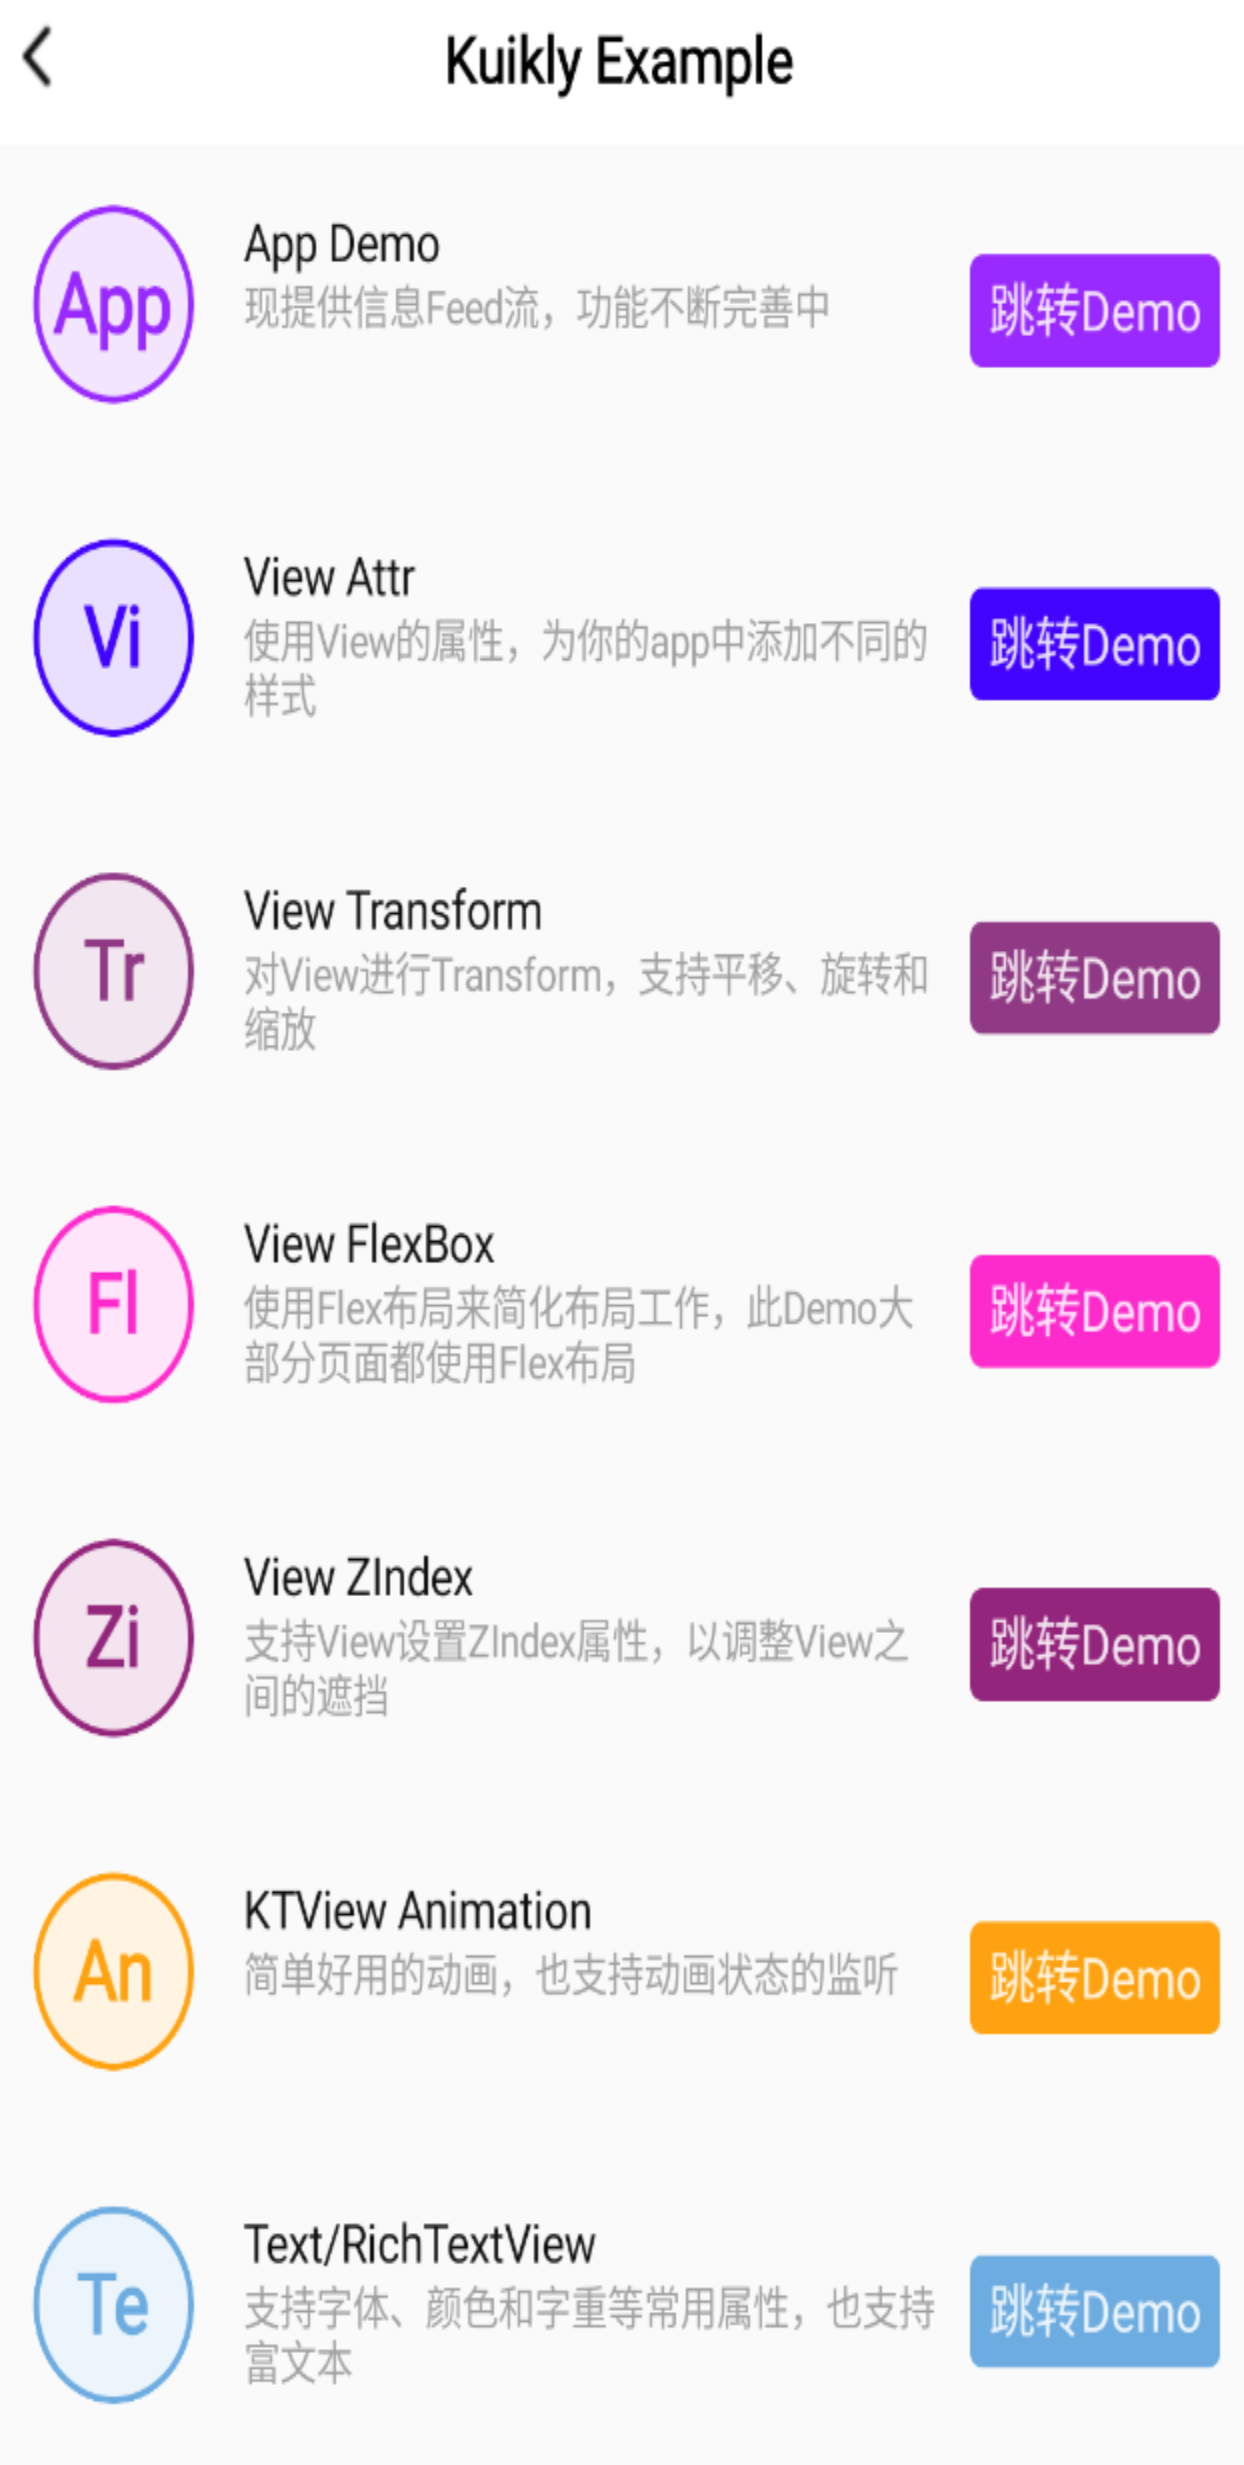 Kuikly Example
App
App Demo
现提供信息Feed流，功能不断完善中
跳转Demo
Vi
View Attr
使用View的属性，为你的app中添加不同的
样式
跳转Demo
Tr
View Transform
对View进行Transform，支持平移、旋转和
缩放
跳转Demo
Fl
View FlexBox
使用Flex布局来简化布局工作，此Demo大
部分页面都使用Flex布局
跳转Demo
Zi
View ZIndex
支持View设置ZIndex属性，以调整View之
间的遮挡
跳转Demo
An
KTView Animation
简单好用的动画，也支持动画状态的监听
跳转Demo
Te
Text/RichTextView
支持字体、颜色和字重等常用属性，也支持
富文本
跳转Demo